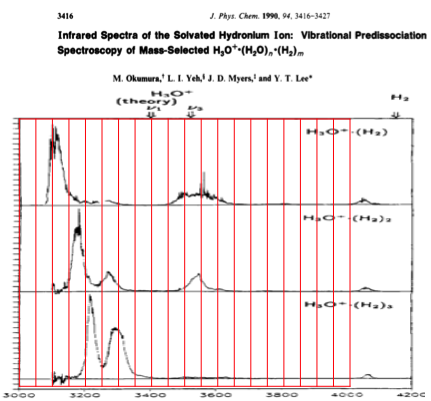 3416
J. Phys. Chem. 1990, 94, 3416-3427
Infrared Spectra of the Solvated Hydronium Ion: Vibrational Predissociation
Spectroscopy of Mass-Selected H₃O⁺·(H₂O)ₙ·(H₂)ₘ
M. Okumura,† L. I. Yeh,§ J. D. Myers,‡ and Y. T. Lee*
H₃O⁺
(theory)
ν₁ ν₃
H₂
H₃O⁺·(H₂)
H₃O⁺·(H₂)₂
H₃O⁺·(H₂)₃
3000 3200 3400 3600 3800 4000 4200